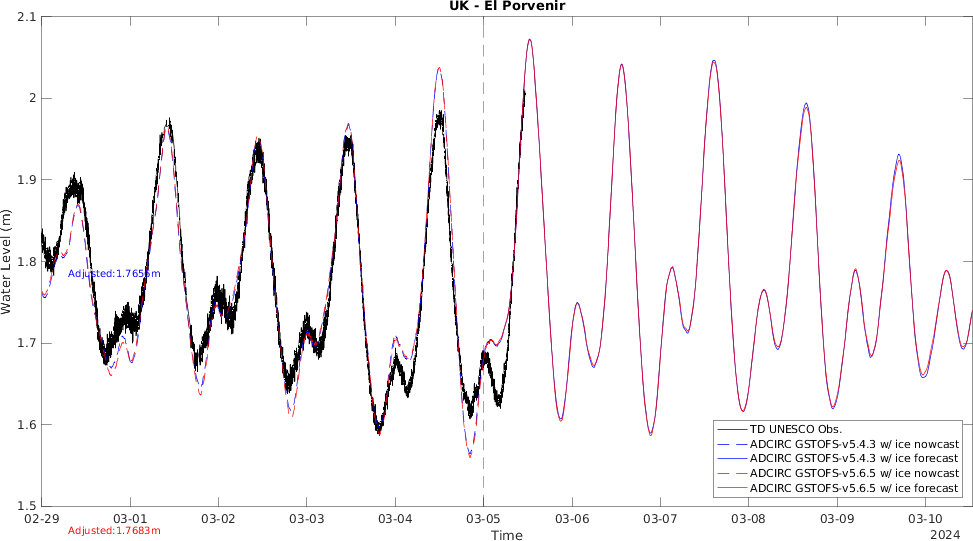 UK - El Porvenir
2.1
2
1.9
1.8
1.7
1.6
1.5
Water Level (m)
Adjusted:1.7655m
Adjusted:1.7683m
TD UNESCO Obs.
ADCIRC GSTOFS-v5.4.3 w/ ice nowcast
ADCIRC GSTOFS-v5.4.3 w/ ice forecast
ADCIRC GSTOFS-v5.6.5 w/ ice nowcast
ADCIRC GSTOFS-v5.6.5 w/ ice forecast
02-29 03-01 03-02 03-03 03-04 03-05 03-06 03-07 03-08 03-09 03-10
Time
2024